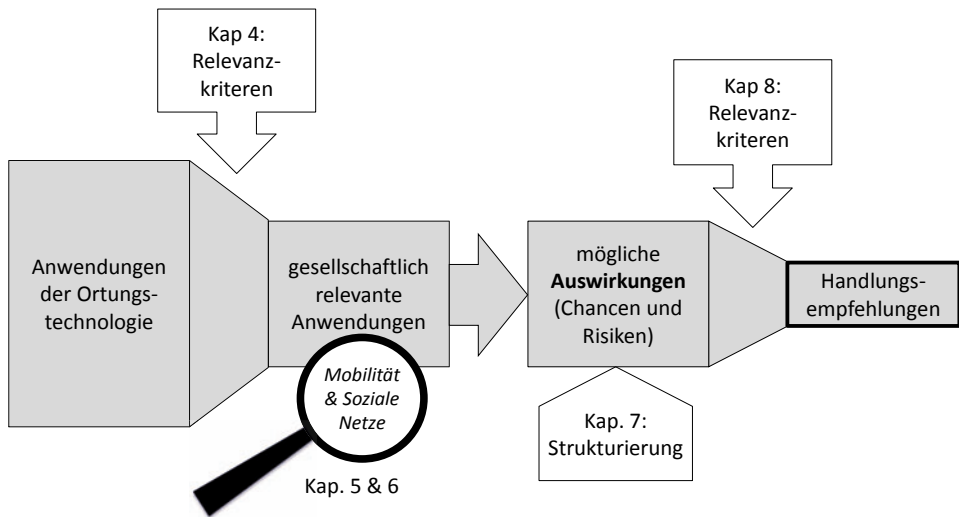 Kap 4:
Relevanz-
kriteren
Kap 8:
Relevanz-
kriteren
Anwendungen
der Ortungs-
technologie
gesellschaftlich
relevante
Anwendungen
Mobilität
& Soziale
Netze
Kap. 5 & 6
mögliche
Auswirkungen
(Chancen und
Risiken)
Kap. 7:
Strukturierung
Handlungs-
empfehlungen